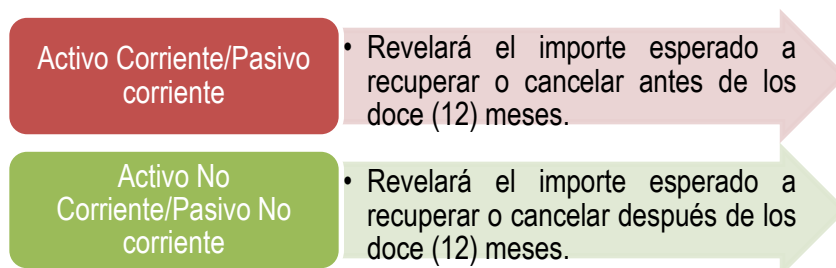 Activo Corriente/Pasivo
corriente
• Revelará el importe esperado a
recuperar o cancelar antes de los
doce (12) meses.
Activo No
Corriente/Pasivo No
corriente
• Revelará el importe esperado a
recuperar o cancelar después de los
doce (12) meses.